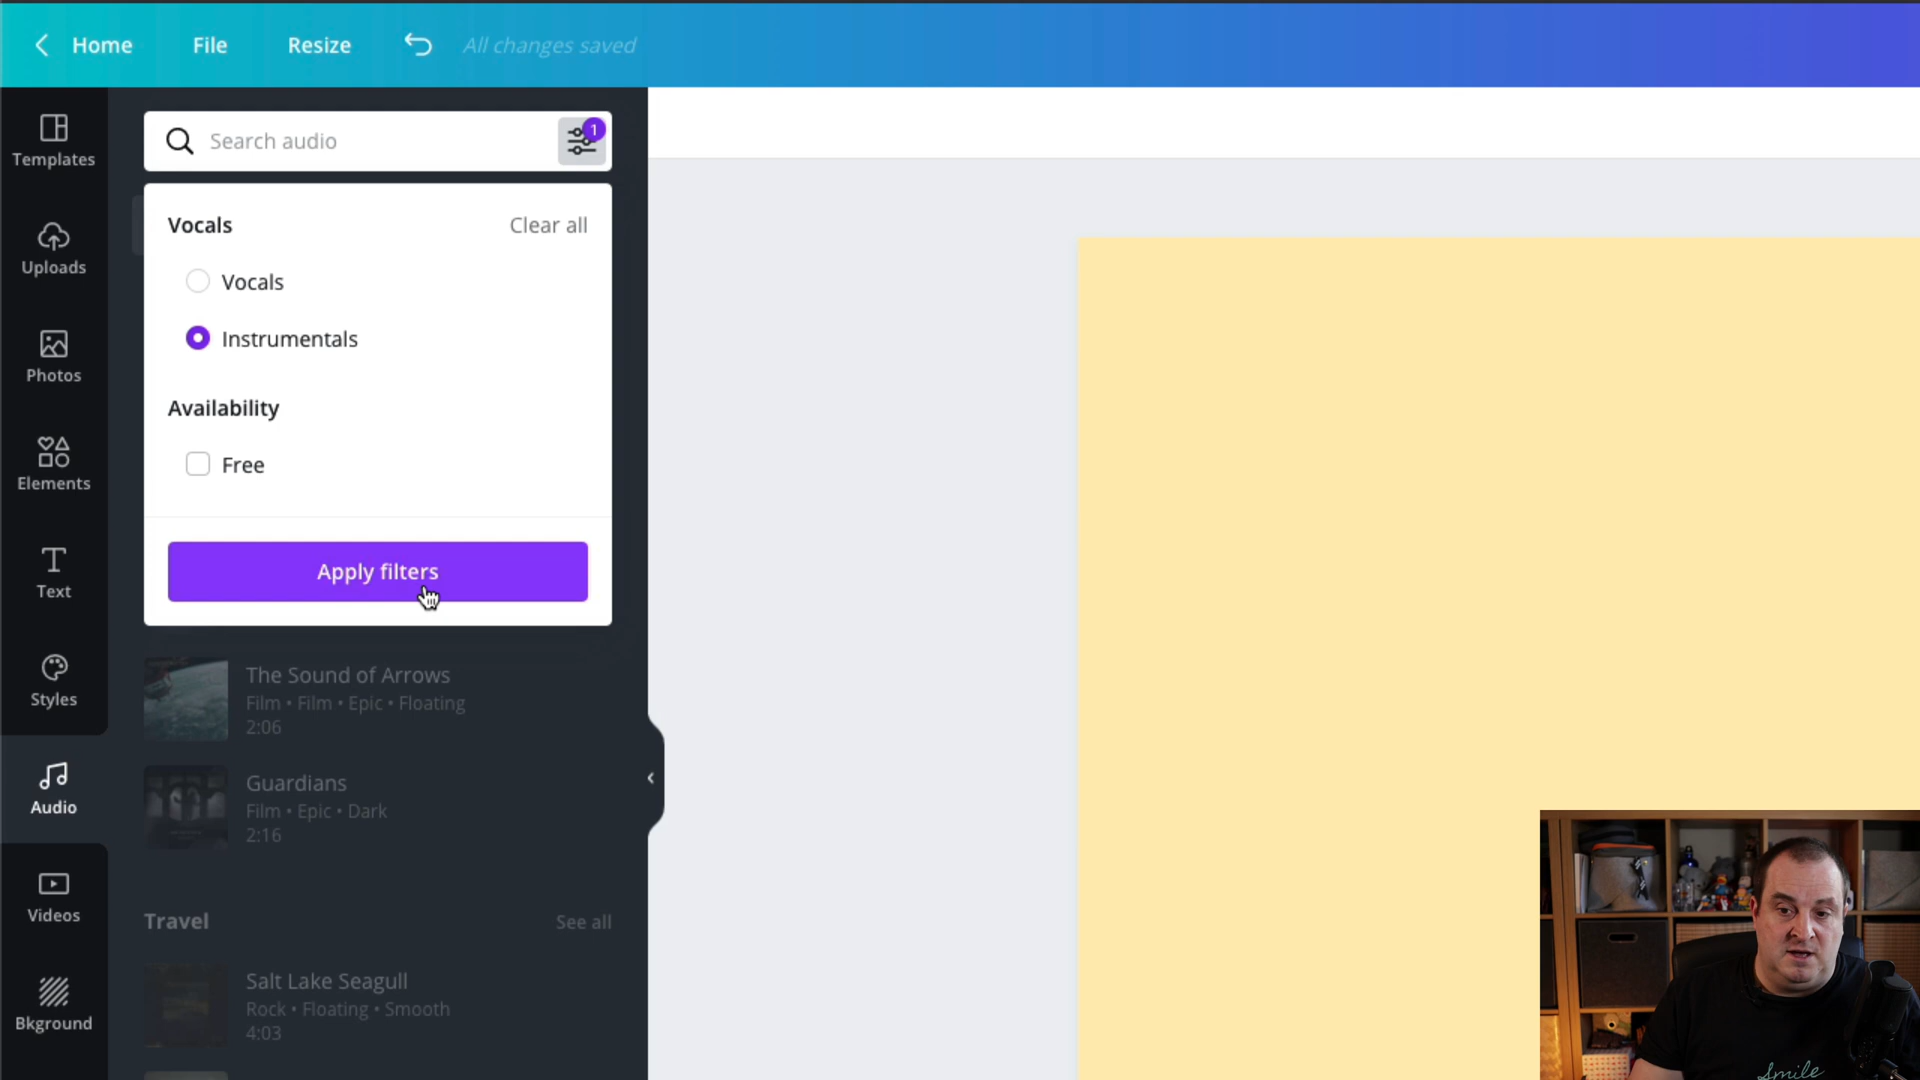 Home
File
Resize
All changes saved
Templates
Uploads
Photos
Elements
Text
Styles
Audio
Videos
Bkground
Search audio
1
Vocals
Clear all
Vocals
Instrumentals
Availability
Free
Apply filters
The Sound of Arrows
Film • Film • Epic • Floating
2:06
Guardians
Film • Epic • Dark
2:16
Travel
See all
Salt Lake Seagull
Rock • Floating • Smooth
4:03
Smile